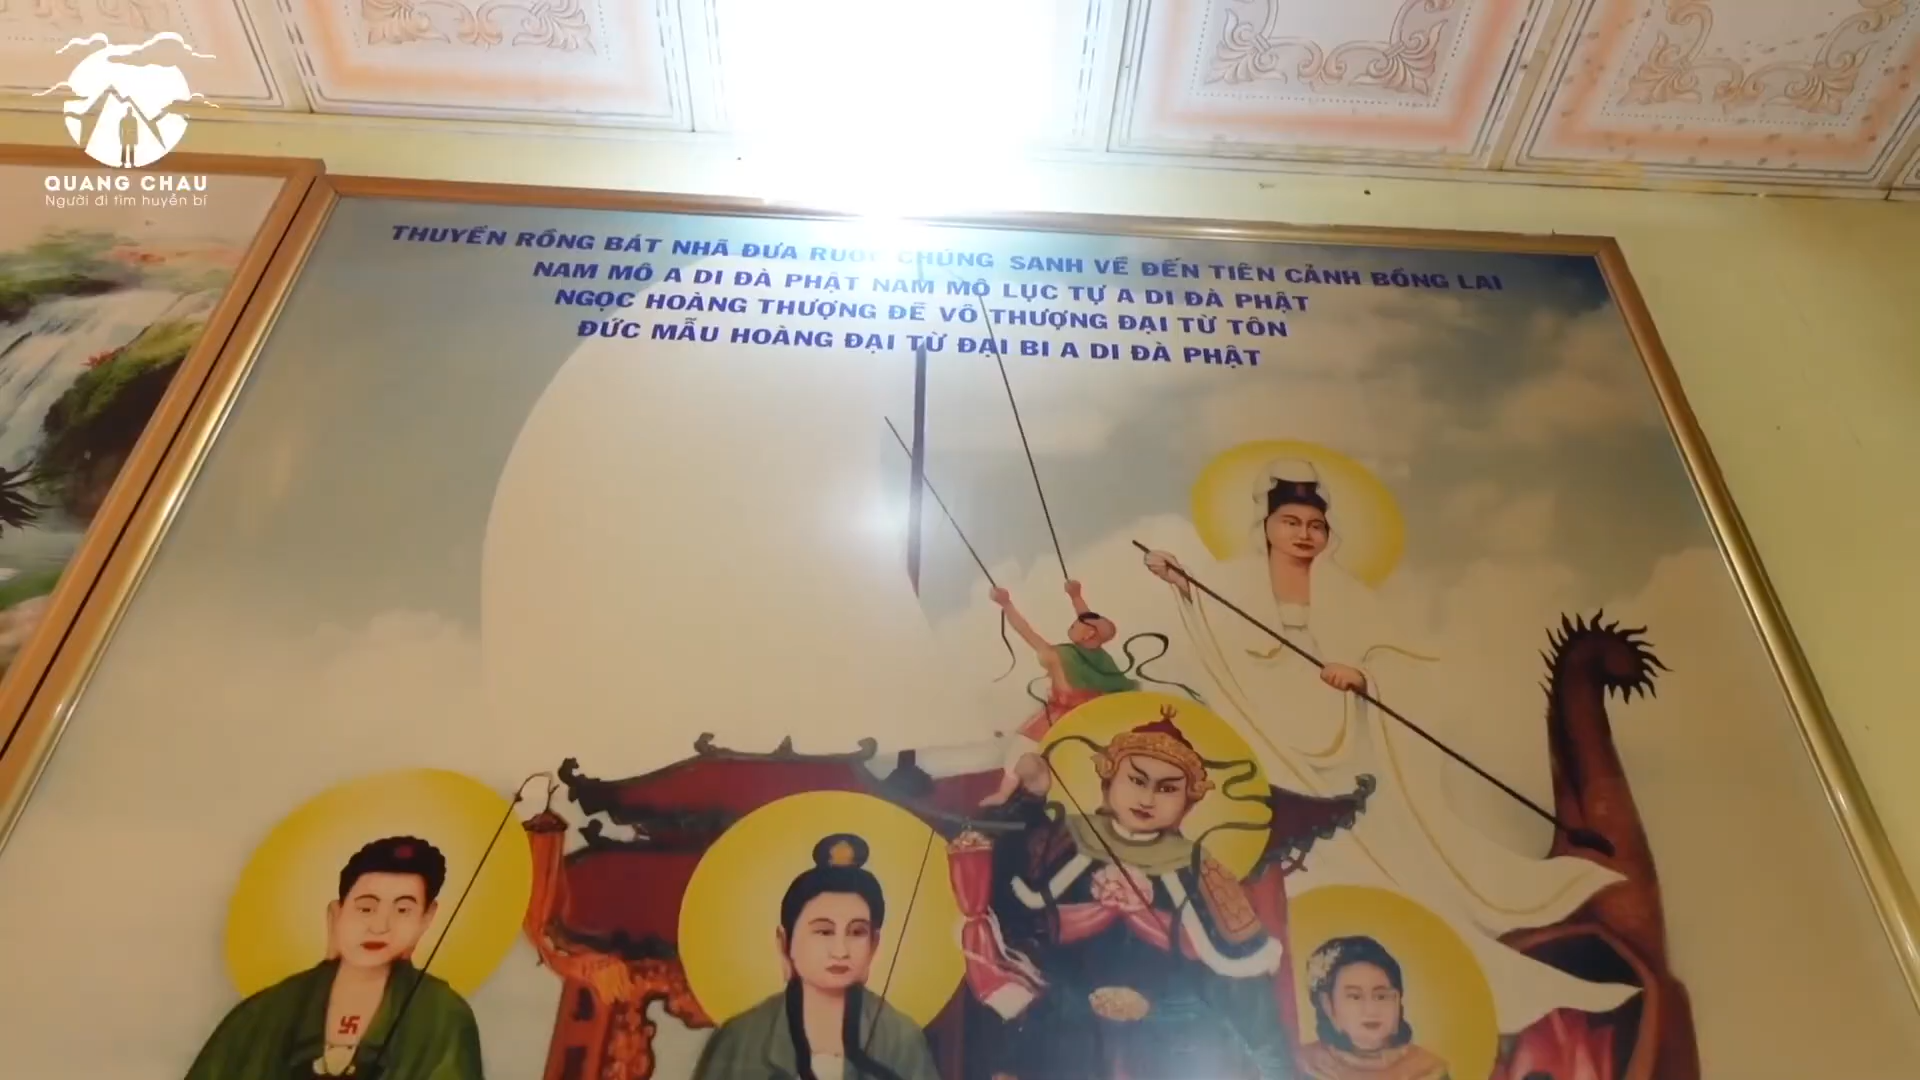 QUANG CHAU
Người đi tìm huyền bí
THUYỀN RỒNG BÁT NHÃ ĐƯA RƯỚC CHÚNG SANH VỀ ĐẾN TIÊN CẢNH BỒNG LAI
NAM MÔ A DI ĐÀ PHẬT NAM MÔ LỤC TỰ A DI ĐÀ PHẬT
NGỌC HOÀNG THƯỢNG ĐẾ VÔ THƯỢNG ĐẠI TỪ TÔN
ĐỨC MẪU HOÀNG ĐẠI TỪ ĐẠI BI A DI ĐÀ PHẬT